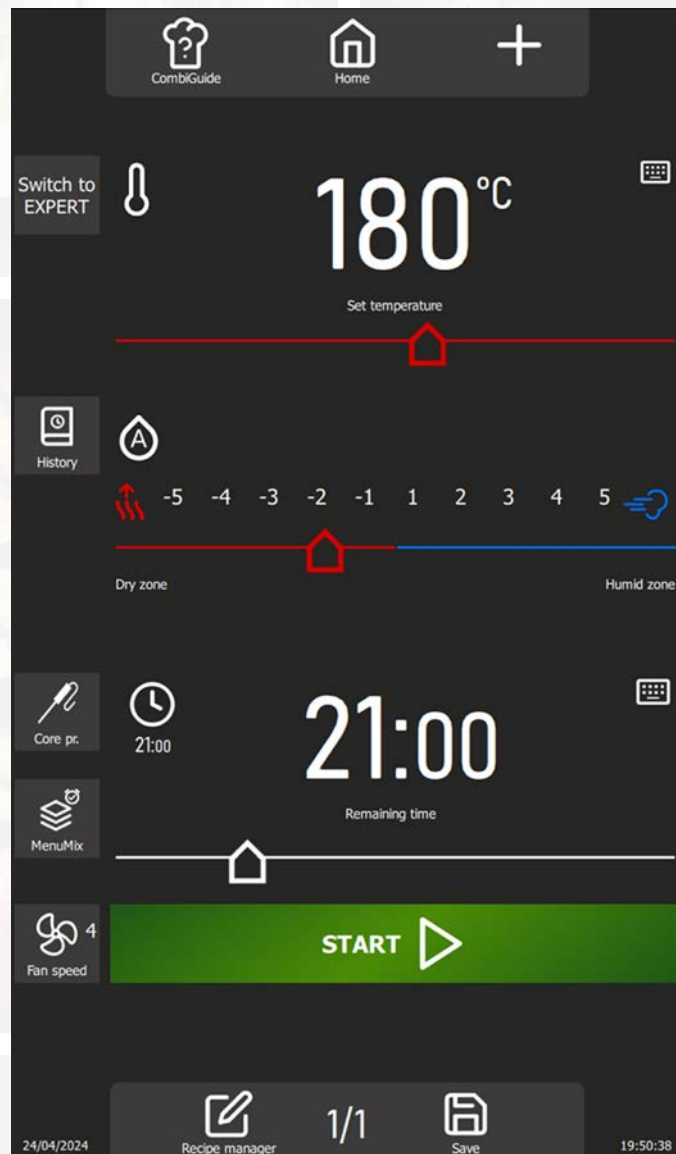 ?
CombiGuide
Home
Switch to
EXPERT
180°C
Set temperature
History
A
-5 -4 -3 -2 -1 1 2 3 4 5
Dry zone
Humid zone
Core pr.
21:00
21:00
Remaining time
MenuMix
4
Fan speed
START
Recipe manager
1/1
Save
24/04/2024
19:50:38